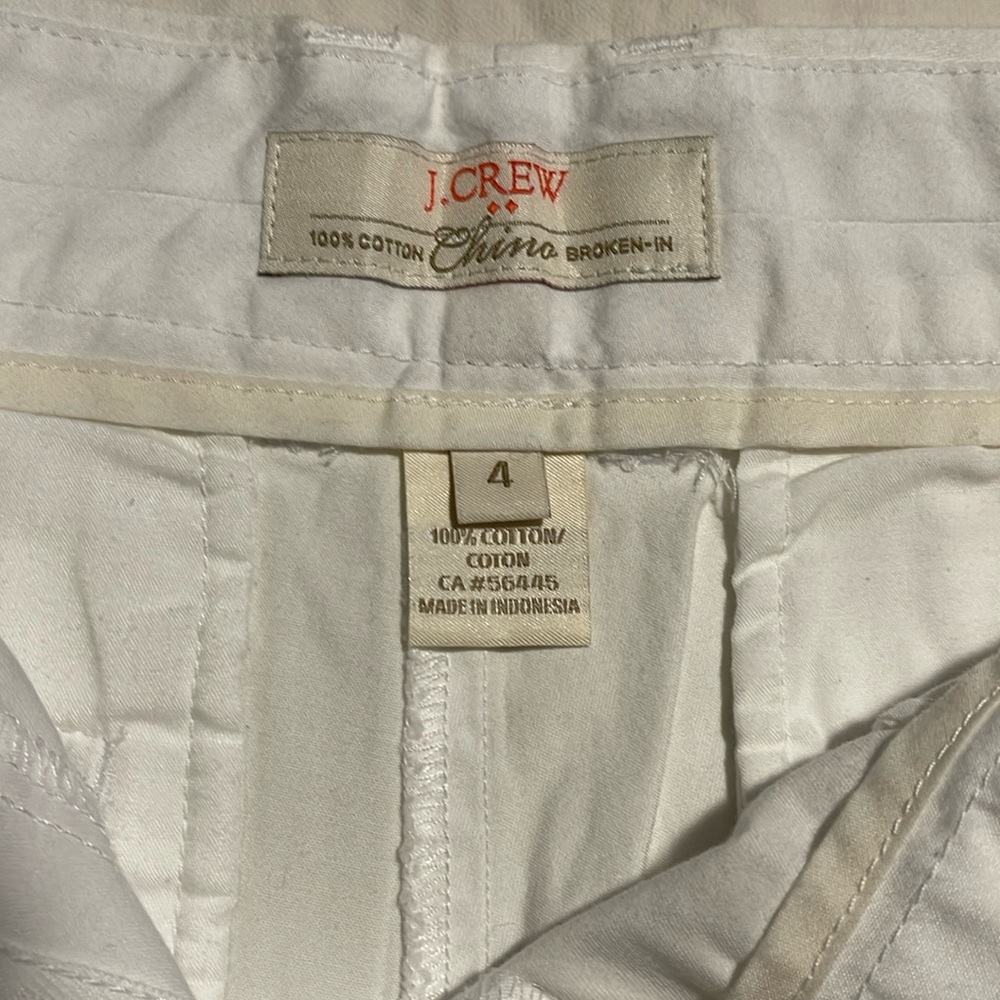 J.CREW
100% COTTON Chino BROKEN-IN
4
100% COTTON/
COTON
CA #56445
MADE IN INDONESIA